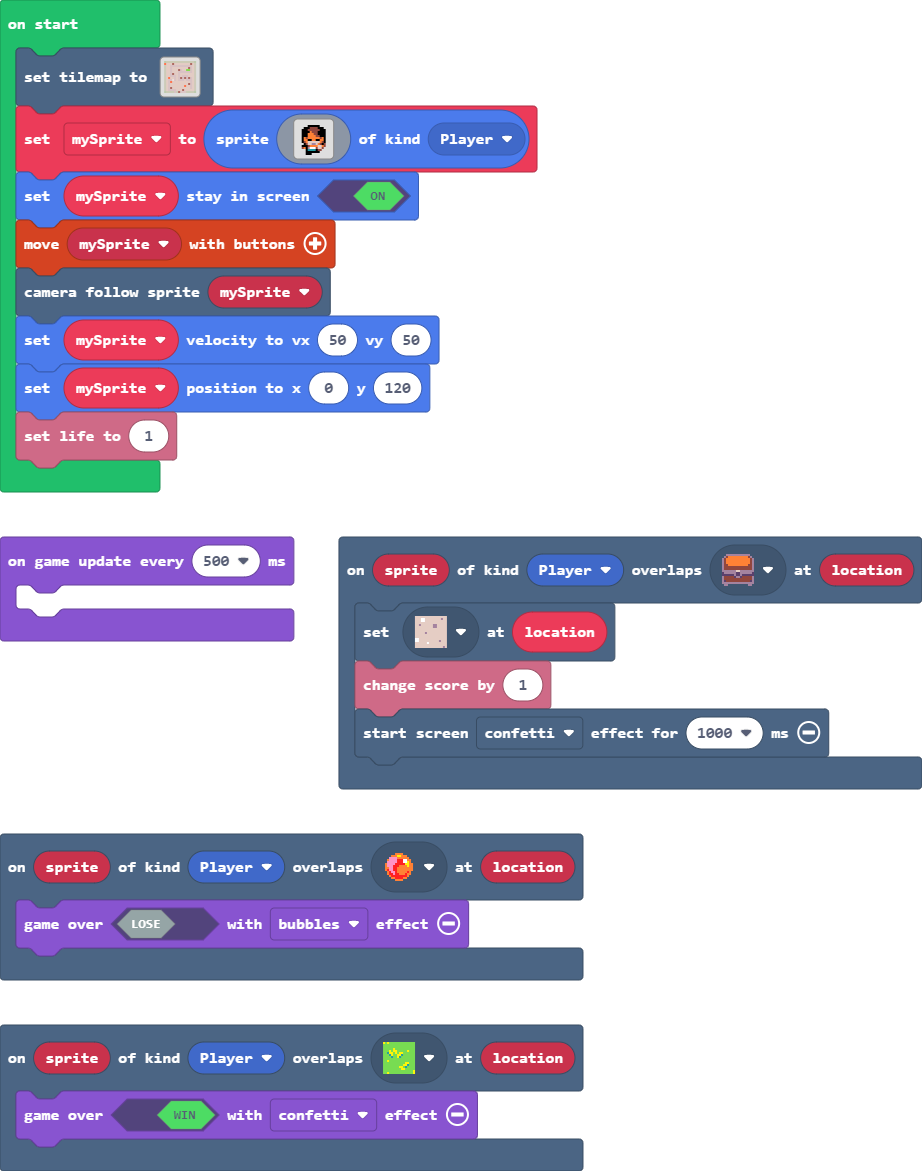 on start
set tilemap to
set mySprite to sprite of kind Player
set mySprite stay in screen ON
move mySprite with buttons
camera follow sprite mySprite
set mySprite velocity to vx 50 vy 50
set mySprite position to x 0 y 120
set life to 1
on game update every 500 ms
on sprite of kind Player overlaps at location
set at location
change score by 1
start screen confetti effect for 1000 ms
on sprite of kind Player overlaps at location
game over LOSE with bubbles effect
on sprite of kind Player overlaps at location
game over WIN with confetti effect